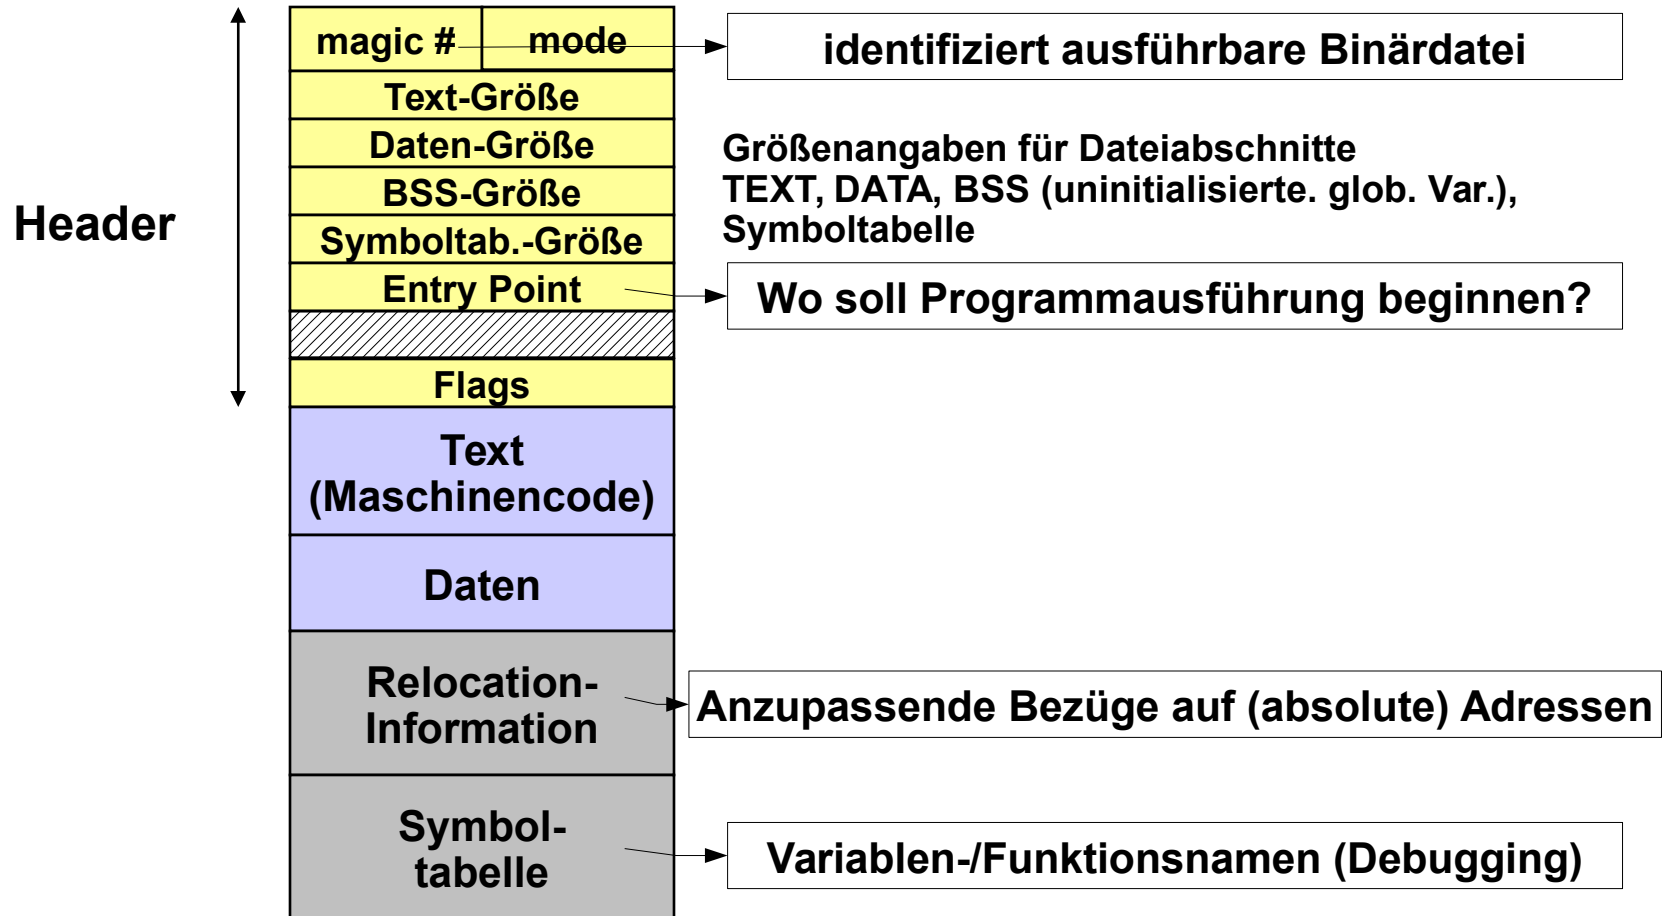 magic #
mode
identifiziert ausführbare Binärdatei
Text-Größe
Daten-Größe
Größenangaben für Dateiabschnitte
TEXT, DATA, BSS (uninitialisierte. glob. Var.),
Symboltabelle
BSS-Größe
Header
Symboltab.-Größe
Entry Point
Wo soll Programmausführung beginnen?
Flags
Text
(Maschinencode)
Daten
Relocation-
Information
Anzupassende Bezüge auf (absolute) Adressen
Symbol-
tabelle
Variablen-/Funktionsnamen (Debugging)